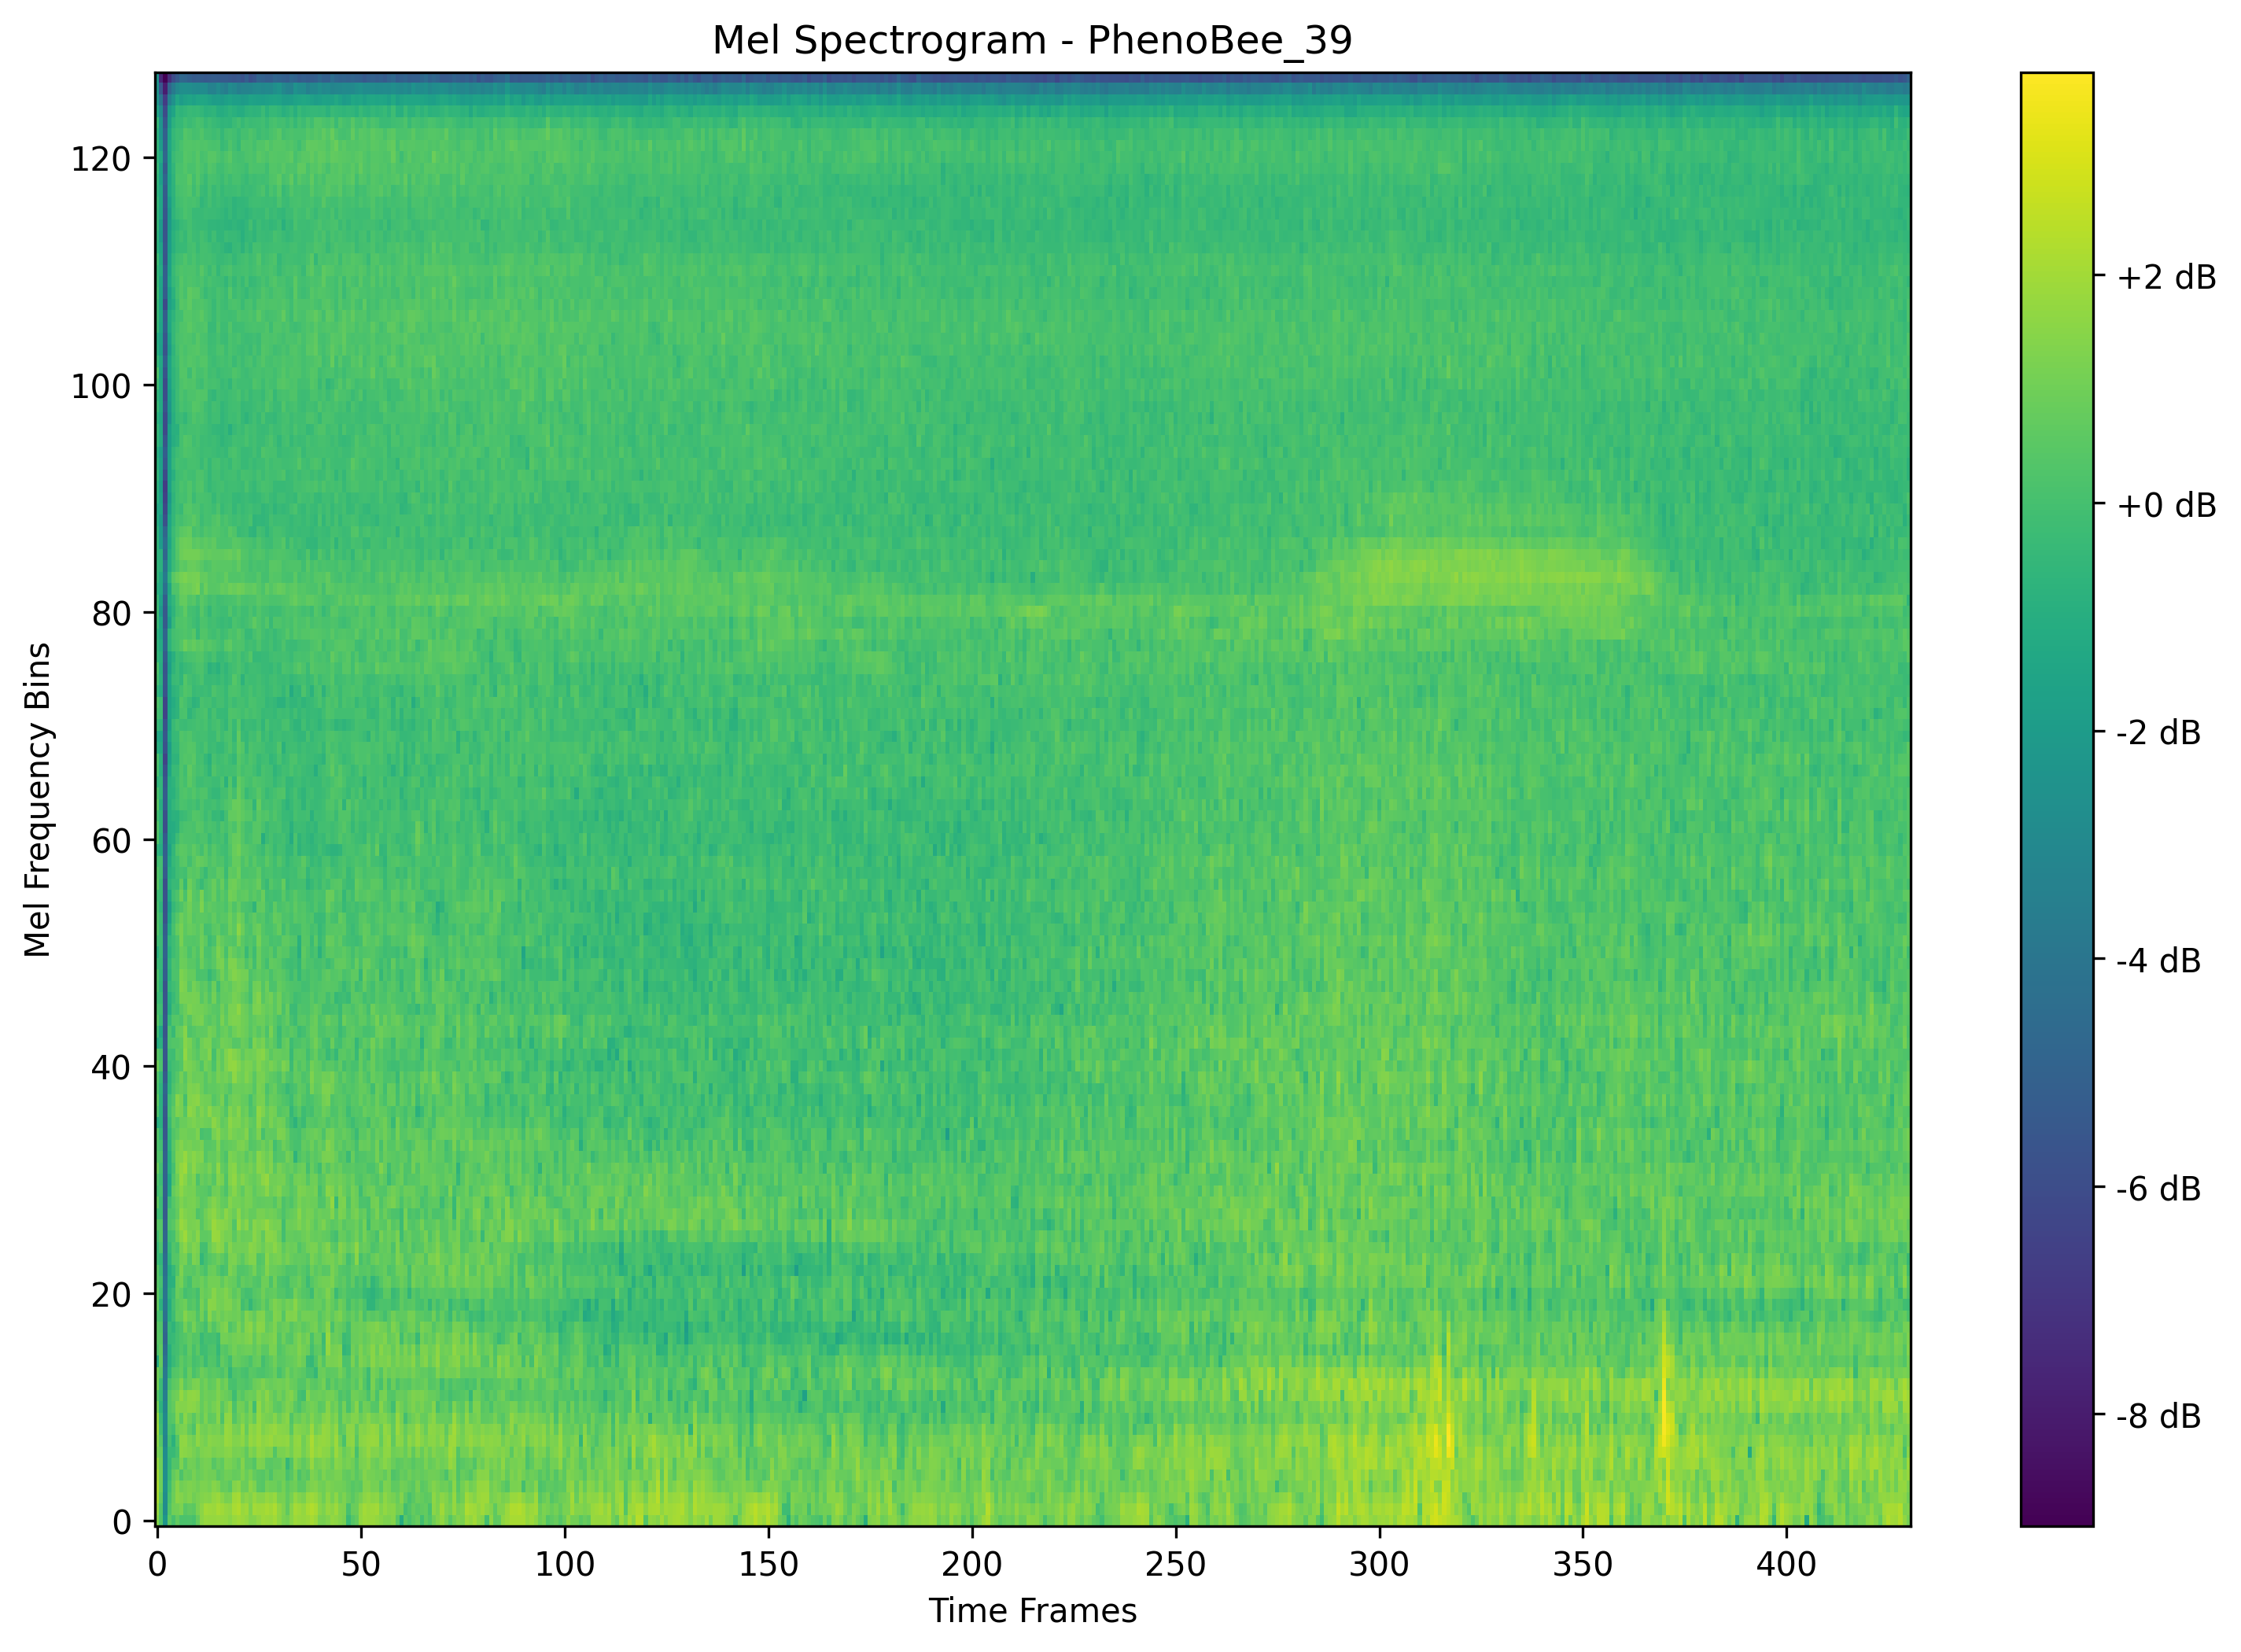 Mel Spectrogram - PhenoBee_39
Mel Frequency Bins
120
100
80
60
40
20
0
0 50 100 150 200 250 300 350 400
Time Frames
+2 dB
+0 dB
-2 dB
-4 dB
-6 dB
-8 dB